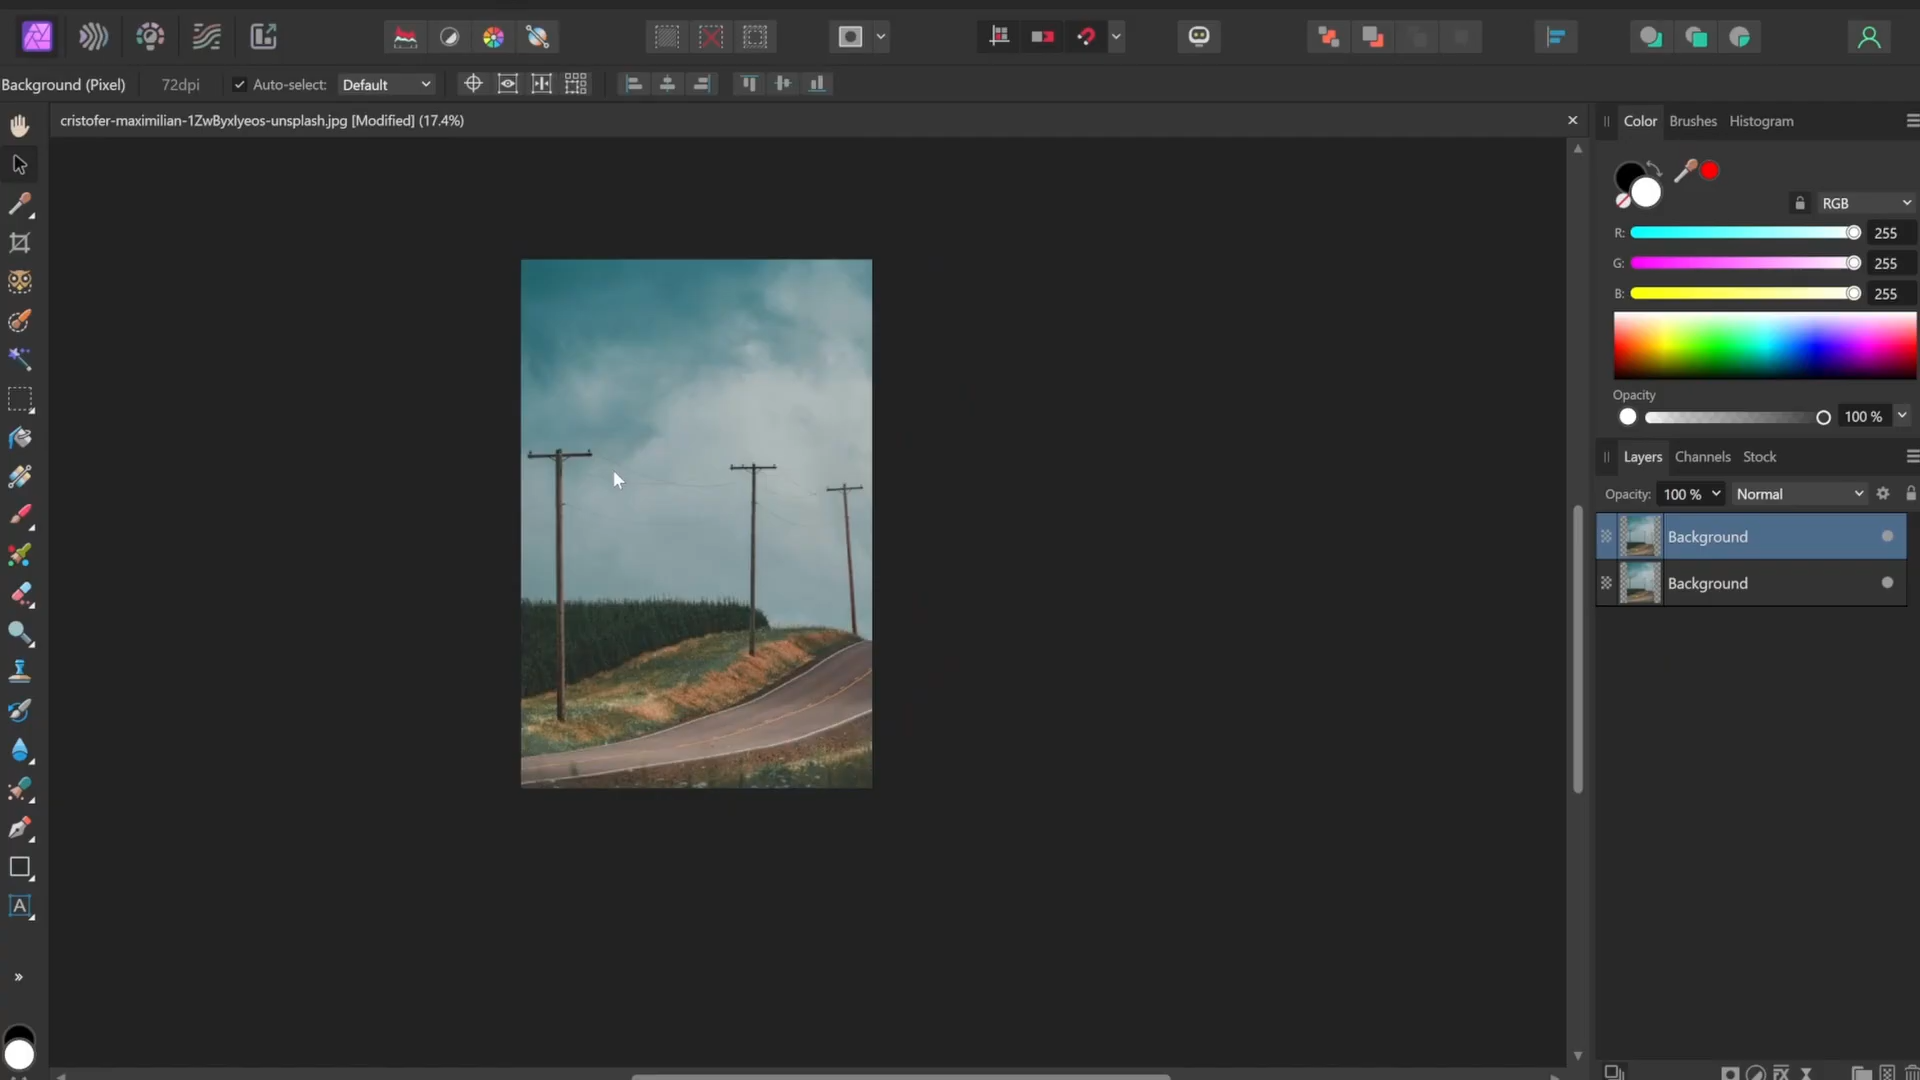 Background (Pixel) 72dpi Auto-select: Default
cristofer-maximilian-1ZwByxIyeos-unsplash.jpg [Modified] (17.4%)
Color Brushes Histogram
RGB
R: 255
G: 255
B: 255
Opacity
100 %
Layers Channels Stock
Opacity: 100 % Normal
Background
Background
A